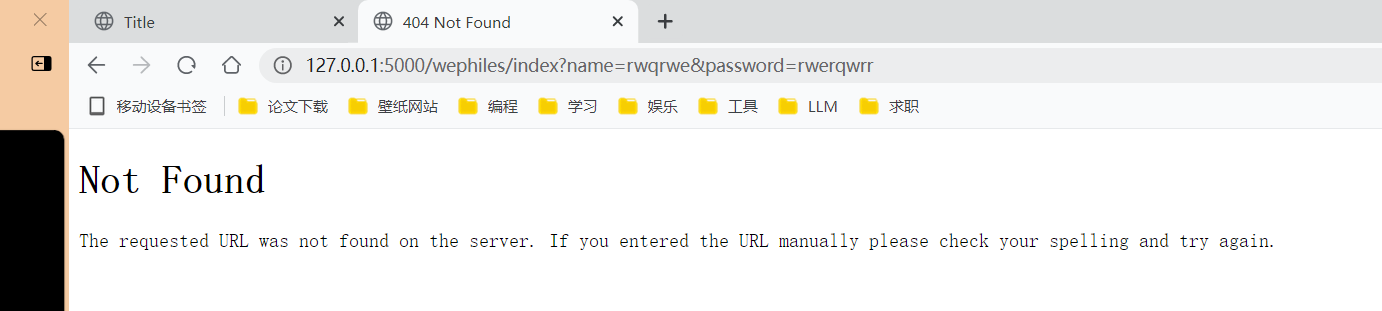 Title
404 Not Found
127.0.0.1:5000/wephiles/index?name=rwqrwe&password=rwerqwrr
移动设备书签 论文下载 壁纸网站 编程 学习 娱乐 工具 LLM 求职
Not Found
The requested URL was not found on the server. If you entered the URL manually please check your spelling and try again.